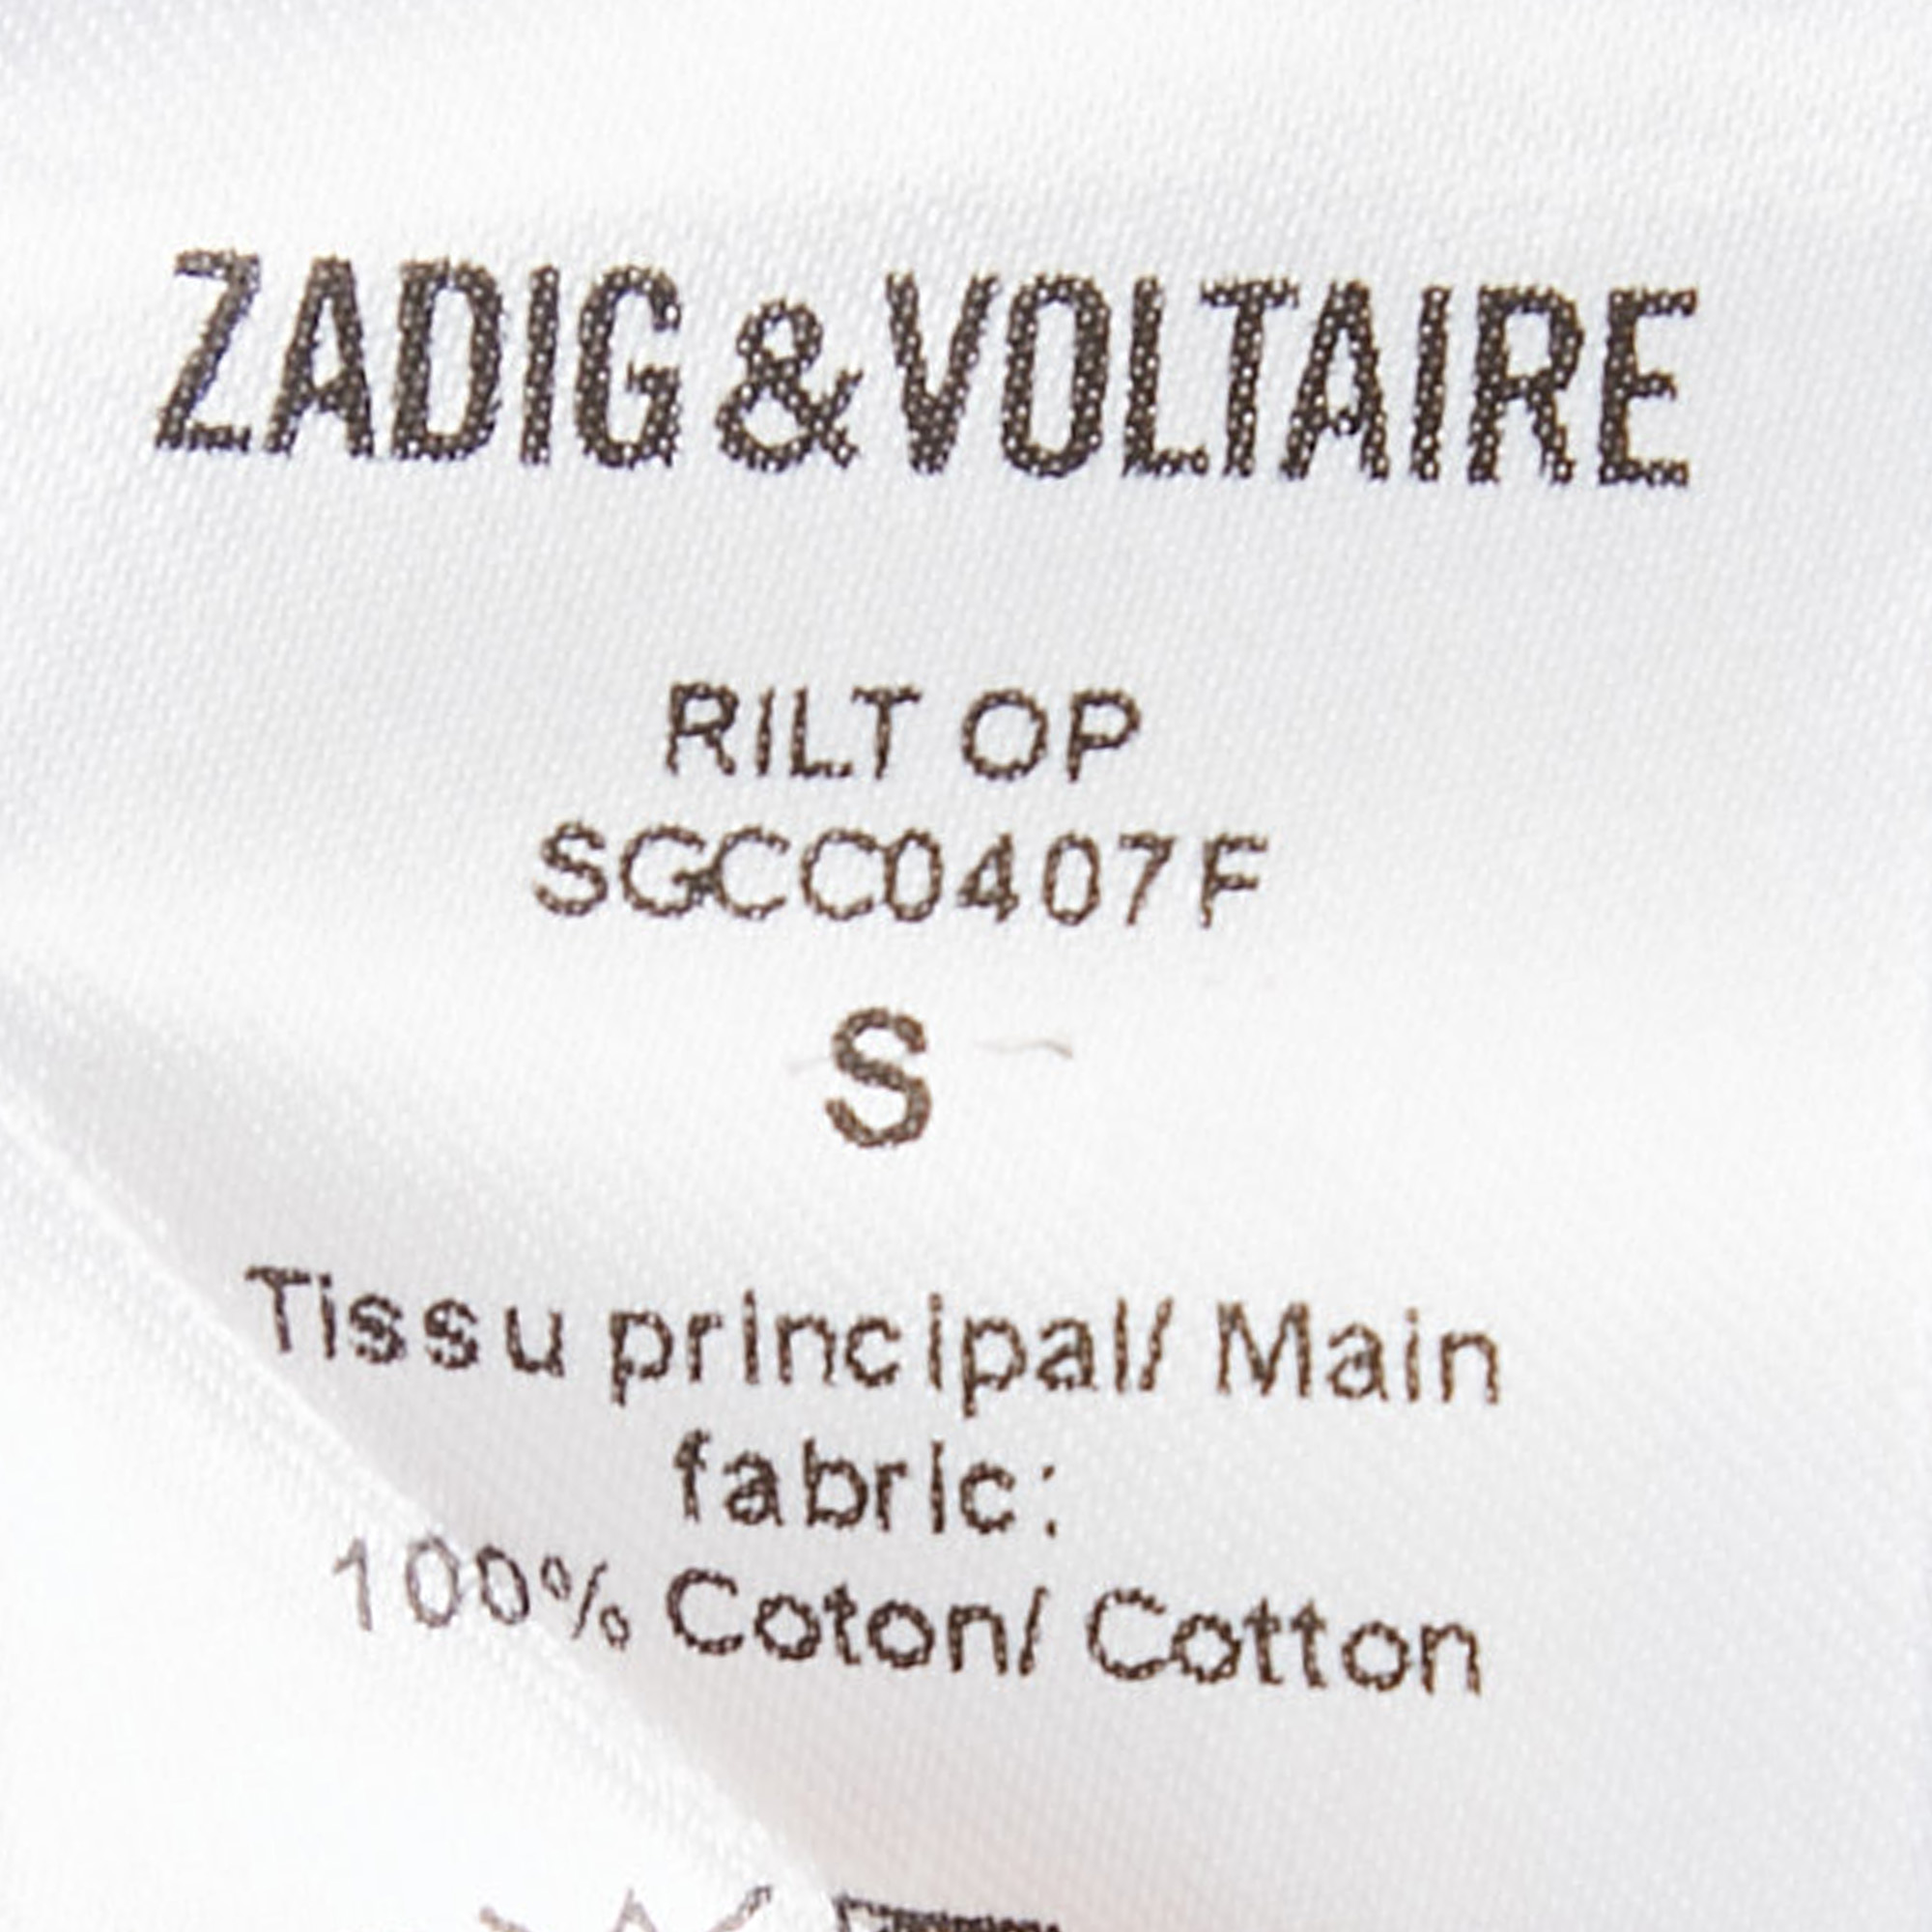 ZADIG & VOLTAIRE
RILT OP
SGCC0407F
S
Tissu principal/ Main
fabric:
100% Coton/ Cotton